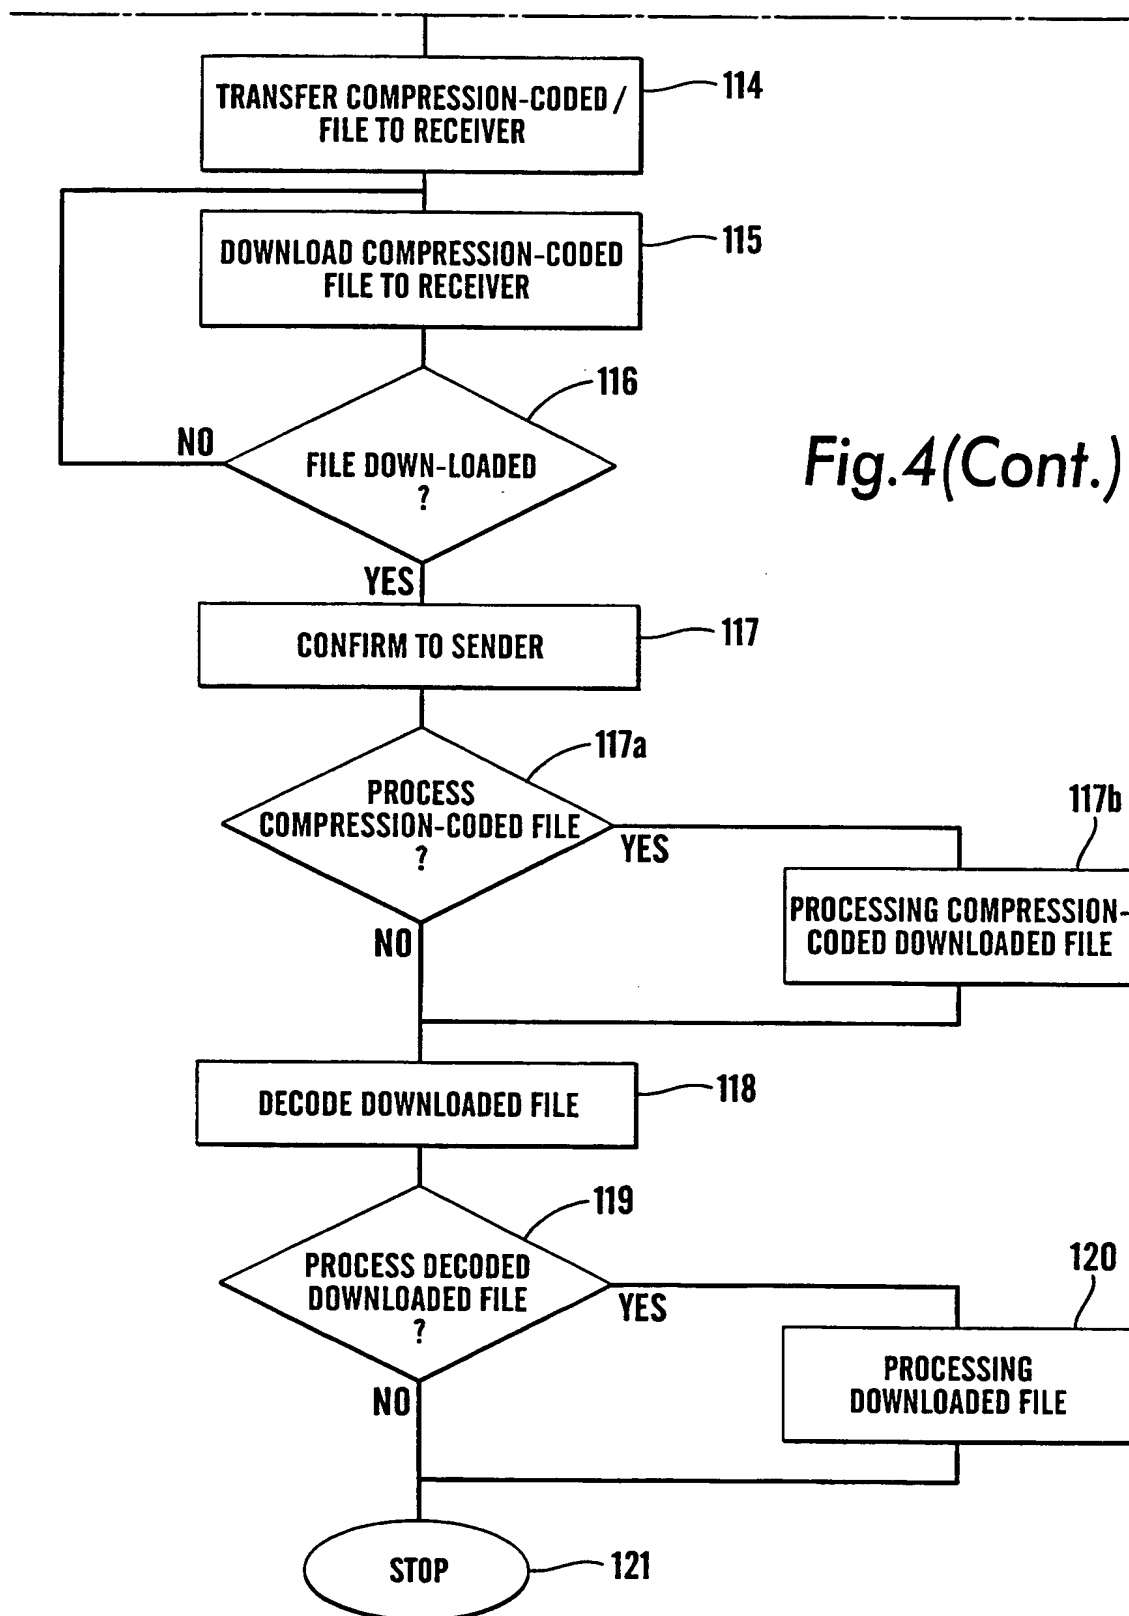 TRANSFER COMPRESSION-CODED /
FILE TO RECEIVER
114
DOWNLOAD COMPRESSION-CODED
FILE TO RECEIVER
115
116
NO
FILE DOWN-LOADED
?
Fig.4(Cont.)
YES
CONFIRM TO SENDER
117
117a
PROCESS
COMPRESSION-CODED FILE
?
YES
NO
117b
PROCESSING COMPRESSION-
CODED DOWNLOADED FILE
DECODE DOWNLOADED FILE
118
119
PROCESS DECODED
DOWNLOADED FILE
?
YES
NO
120
PROCESSING
DOWNLOADED FILE
STOP
121